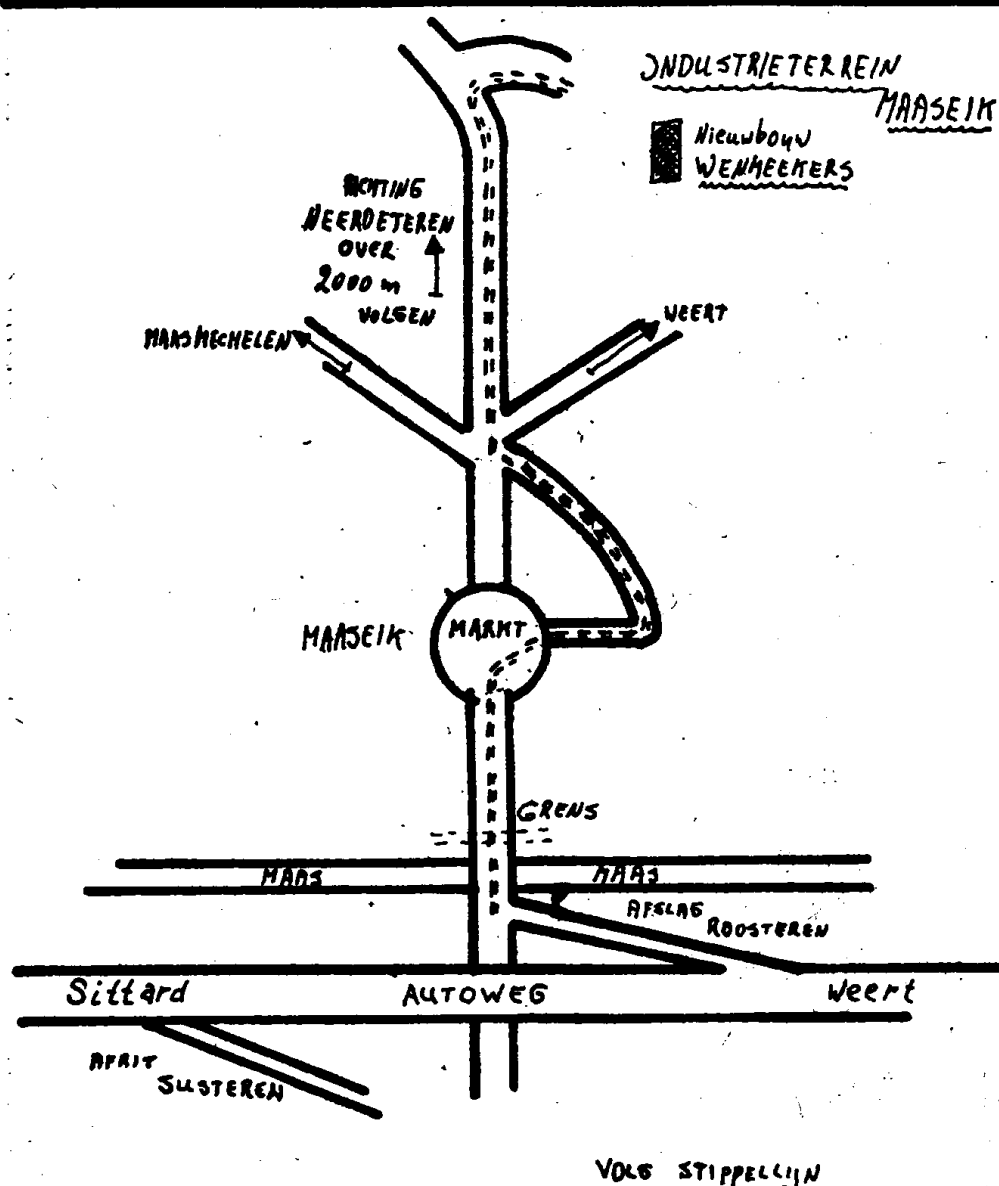 INDUSTRIETERREIN
MAASEIK
Nieuwbouw
WENMEEKERS
RICHTING
NEERDETEREN
OVER
2000 m
VOLGEN
MAASMECHELEN
WEERT
MAASEIK
MARKT
GRENS
MAAS
MAAS
AFSLAG
ROOSTEREN
Sittard
AUTOWEG
Weert
AFRIT
SUSTEREN
VOLG STIPPELLIJN